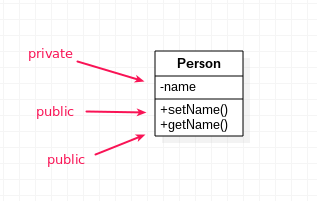 Person
private
-name
public
+setName()
+getName()
public